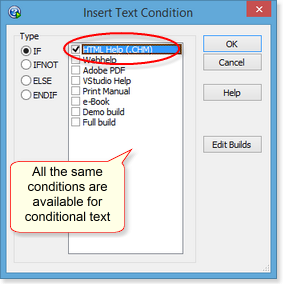 Insert Text Condition
Type
IF
IFNOT
ELSE
ENDIF
HTML Help (.CHM)
Webhelp
Adobe PDF
VStudio Help
Print Manual
e-Book
Demo build
Full build
OK
Cancel
Help
Edit Builds
All the same
conditions are
available for
conditional text